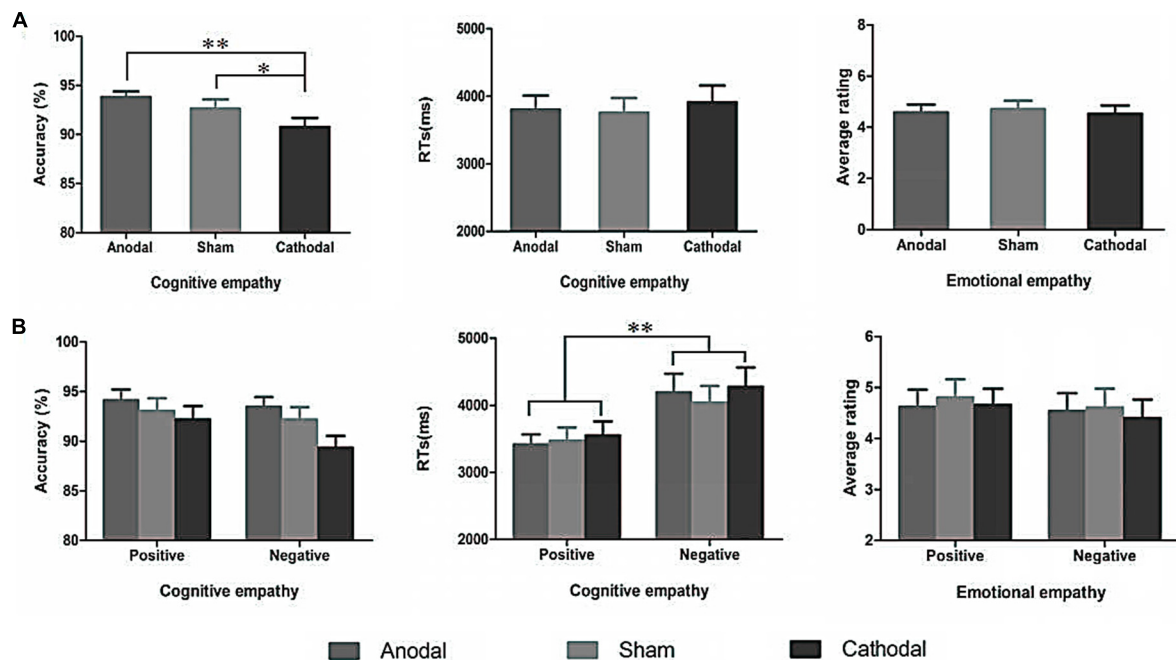 A
Accuracy (%)
100
95
90
85
80
**
*
Anodal Sham Cathodal
Cognitive empathy
RTs(ms)
5000
4000
3000
2000
Anodal Sham Cathodal
Cognitive empathy
Average rating
8
6
4
2
0
Anodal Sham Cathodal
Emotional empathy
B
Accuracy (%)
100
95
90
85
80
Positive Negative
Cognitive empathy
RTs(ms)
5000
4000
3000
2000
**
Positive Negative
Cognitive empathy
Average rating
6
5
4
3
2
Positive Negative
Emotional empathy
Anodal Sham Cathodal